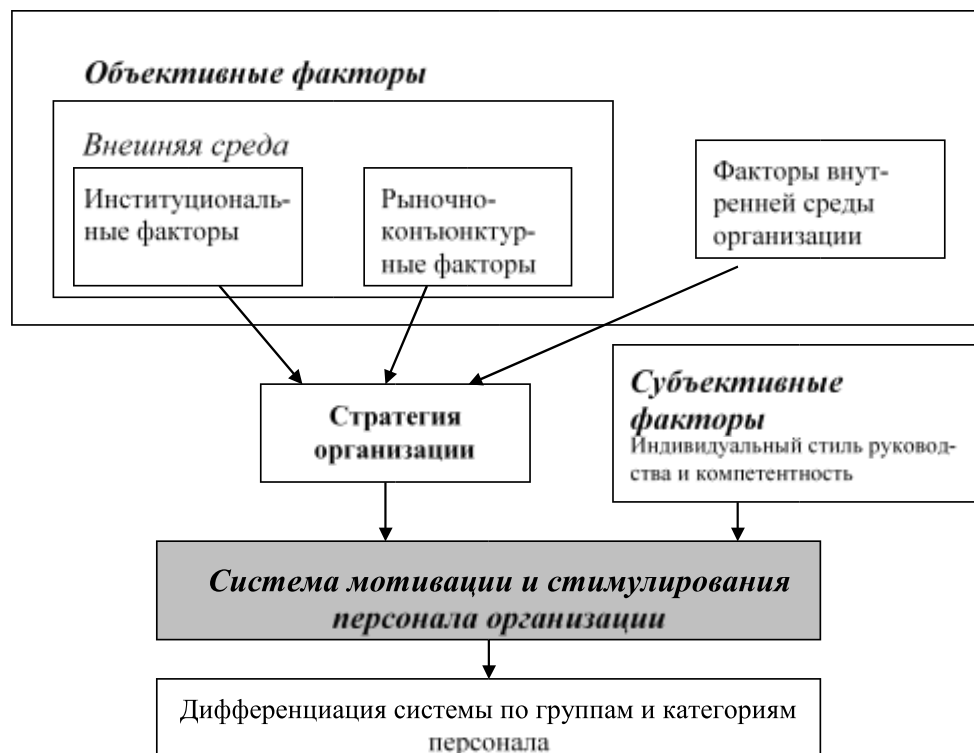 Объективные факторы
Внешняя среда
Институциональ-
ные факторы
Рыночно-
конъюнктур-
ные факторы
Факторы внут-
ренней среды
организации
Стратегия
организации
Субъективные
факторы
Индивидуальный стиль руковод-
ства и компетентность
Система мотивации и стимулирования
персонала организации
Дифференциация системы по группам и категориям
персонала